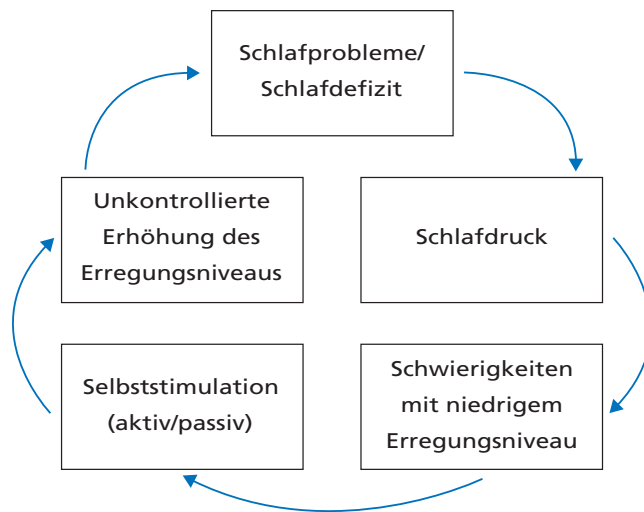 Schlafprobleme/
Schlafdefizit
Unkontrollierte
Erhöhung des
Erregungsniveaus
Schlafdruck
Selbststimulation
(aktiv/passiv)
Schwierigkeiten
mit niedrigem
Erregungsniveau